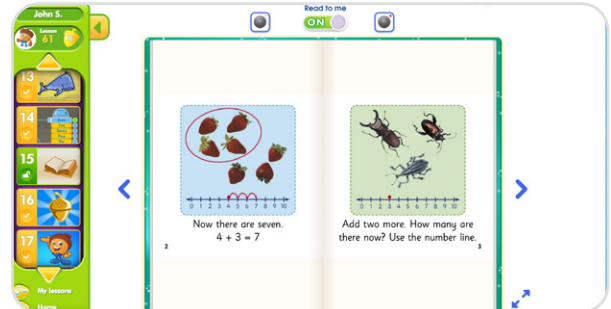 John S.
Lesson
61
13
14
15
16
17
My lessons
Home
Read to me
ON
0 1 2 3 4 5 6 7 8 9 10
Now there are seven.
4 + 3 = 7
2
0 1 2 3 4 5 6 7 8 9 10
Add two more. How many are
there now? Use the number line.
3